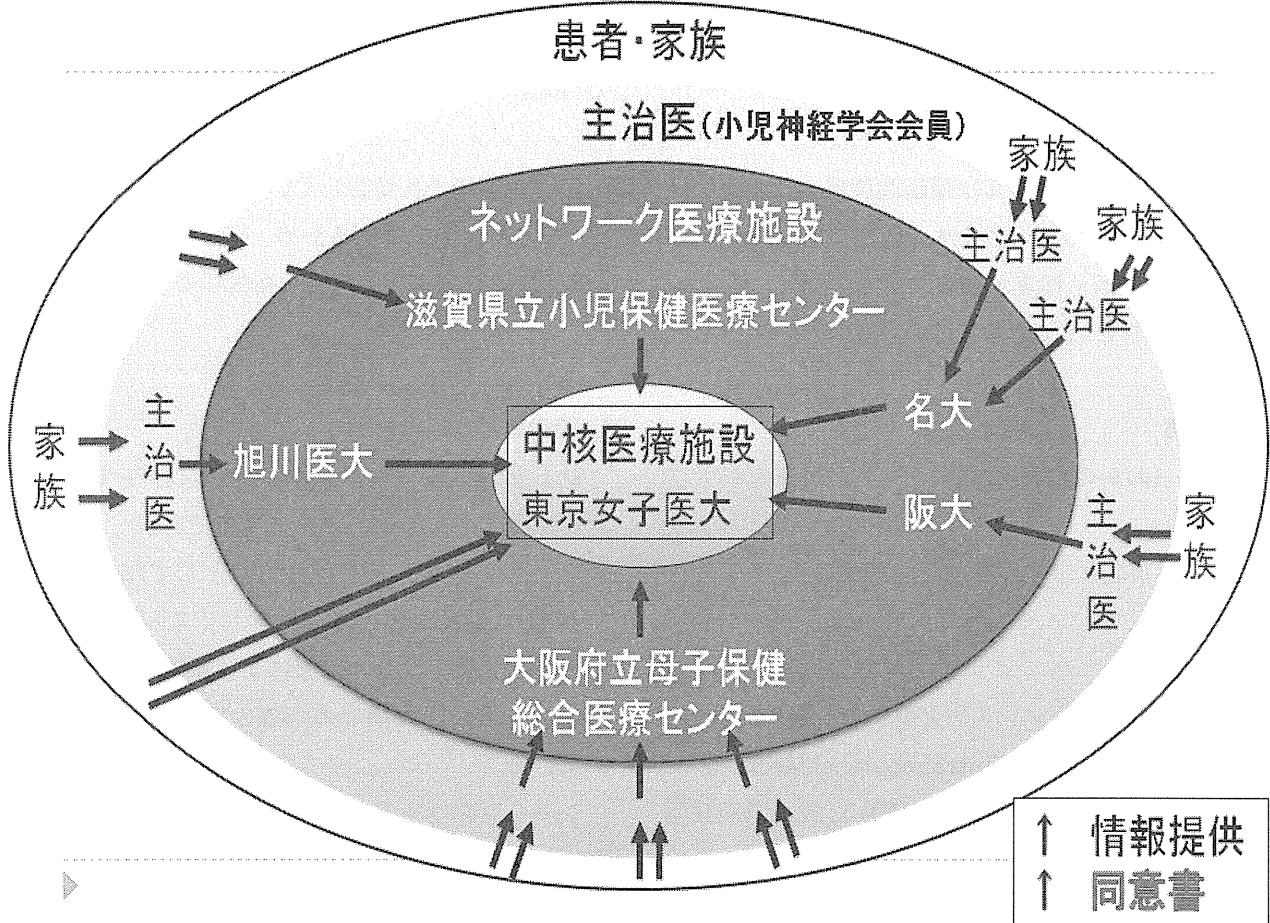 患者・家族
主治医(小児神経学会会員)
家族
家族
ネットワーク医療施設
主治医
主治医
滋賀県立小児保健医療センター
名大
家族
主治医
旭川医大
中核医療施設
東京女子医大
阪大
主治医
家族
大阪府立母子保健
総合医療センター
↑ 情報提供
↑ 同意書